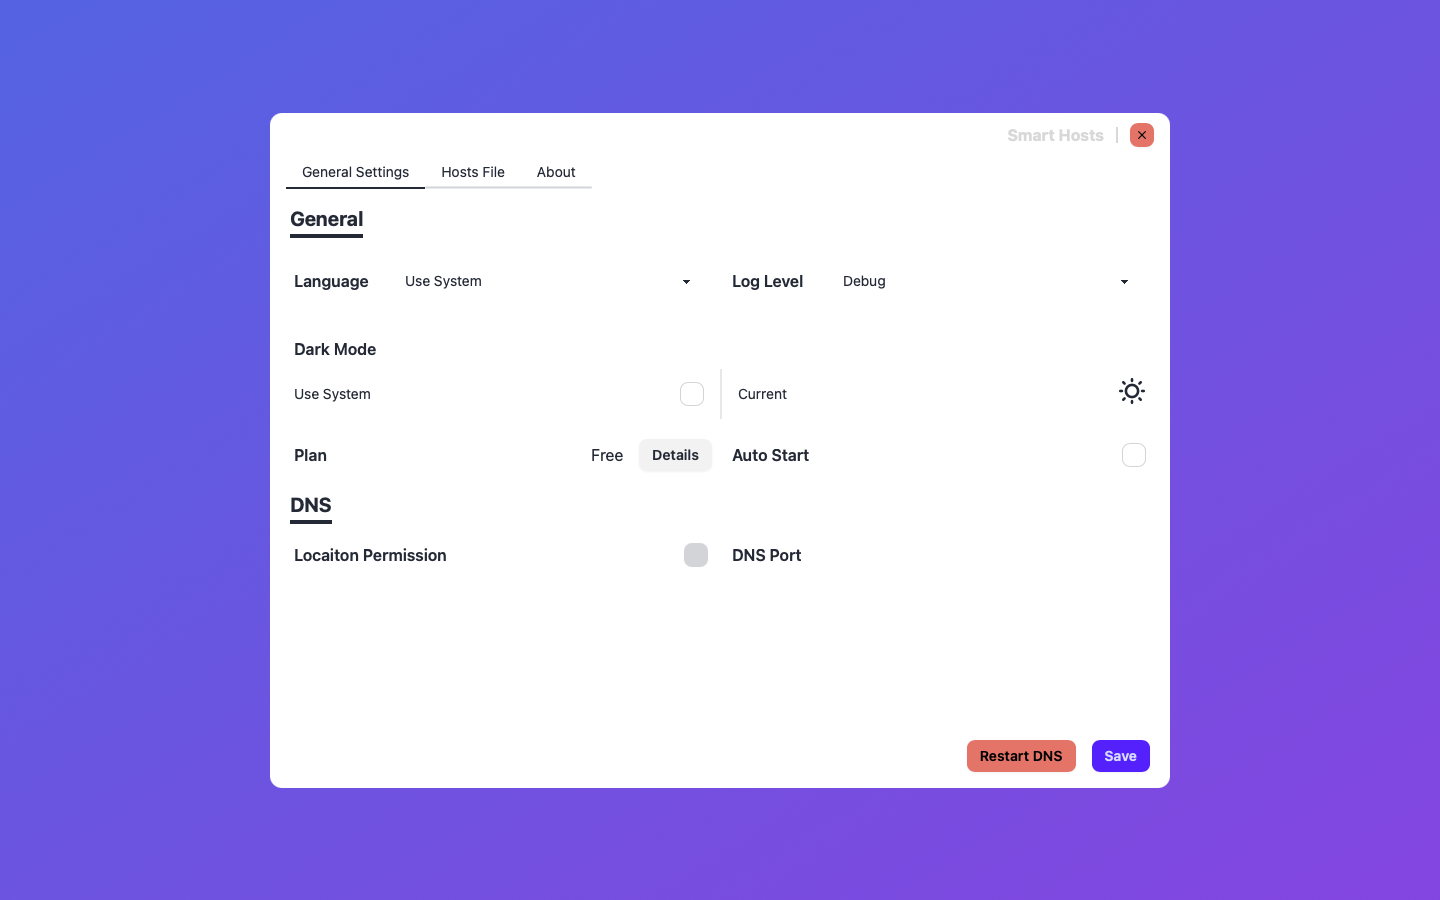 Smart Hosts
General Settings Hosts File About
General
Language Use System Log Level Debug
Dark Mode
Use System Current
Plan Free Details Auto Start
DNS
Locaiton Permission DNS Port
Restart DNS Save